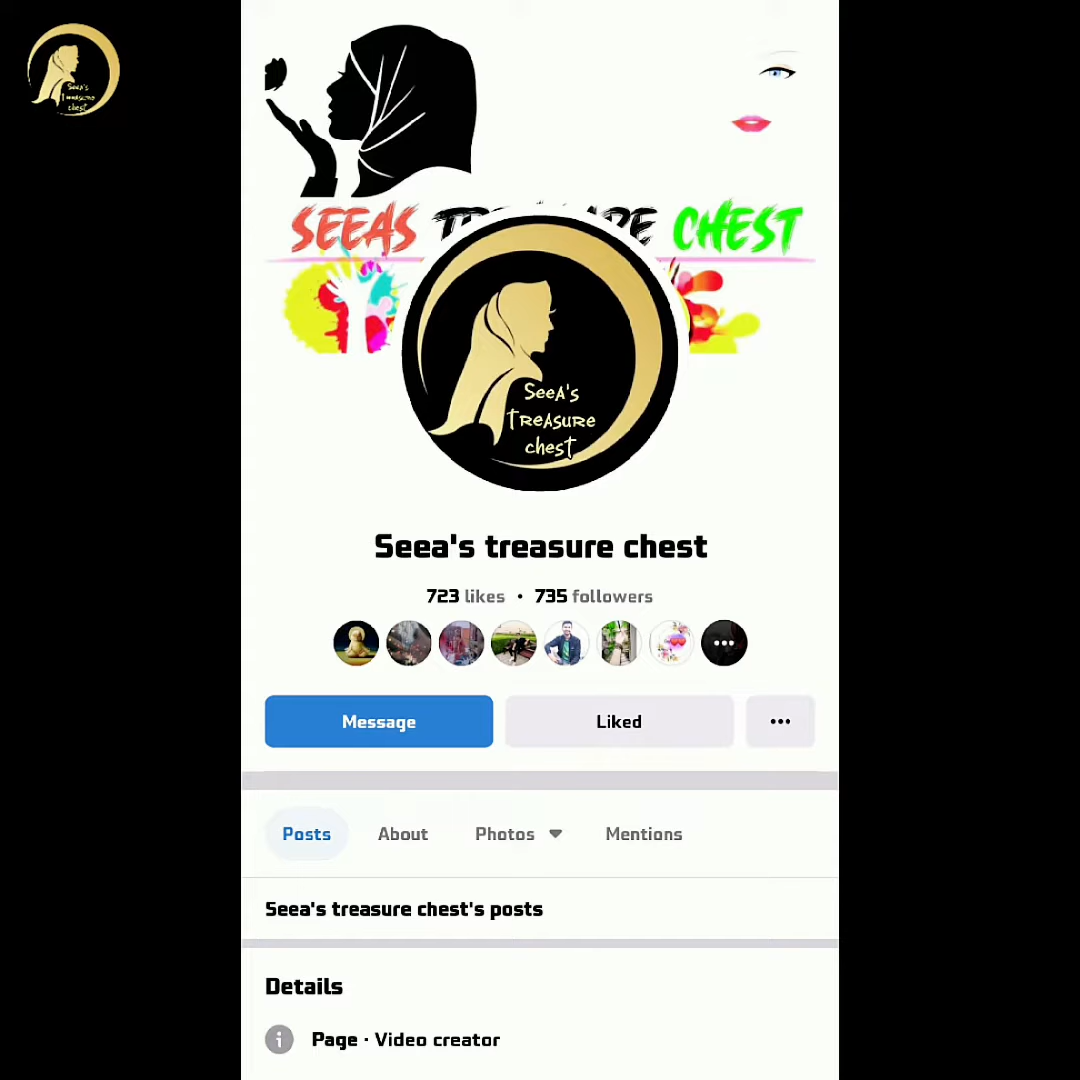 SeeA's
Treasure
chest
SEEAS CHEST
SeeA's
TReAsuRe
chesT
Seea's treasure chest
723 likes • 735 followers
Message Liked
Posts About Photos Mentions
Seea's treasure chest's posts
Details
Page · Video creator